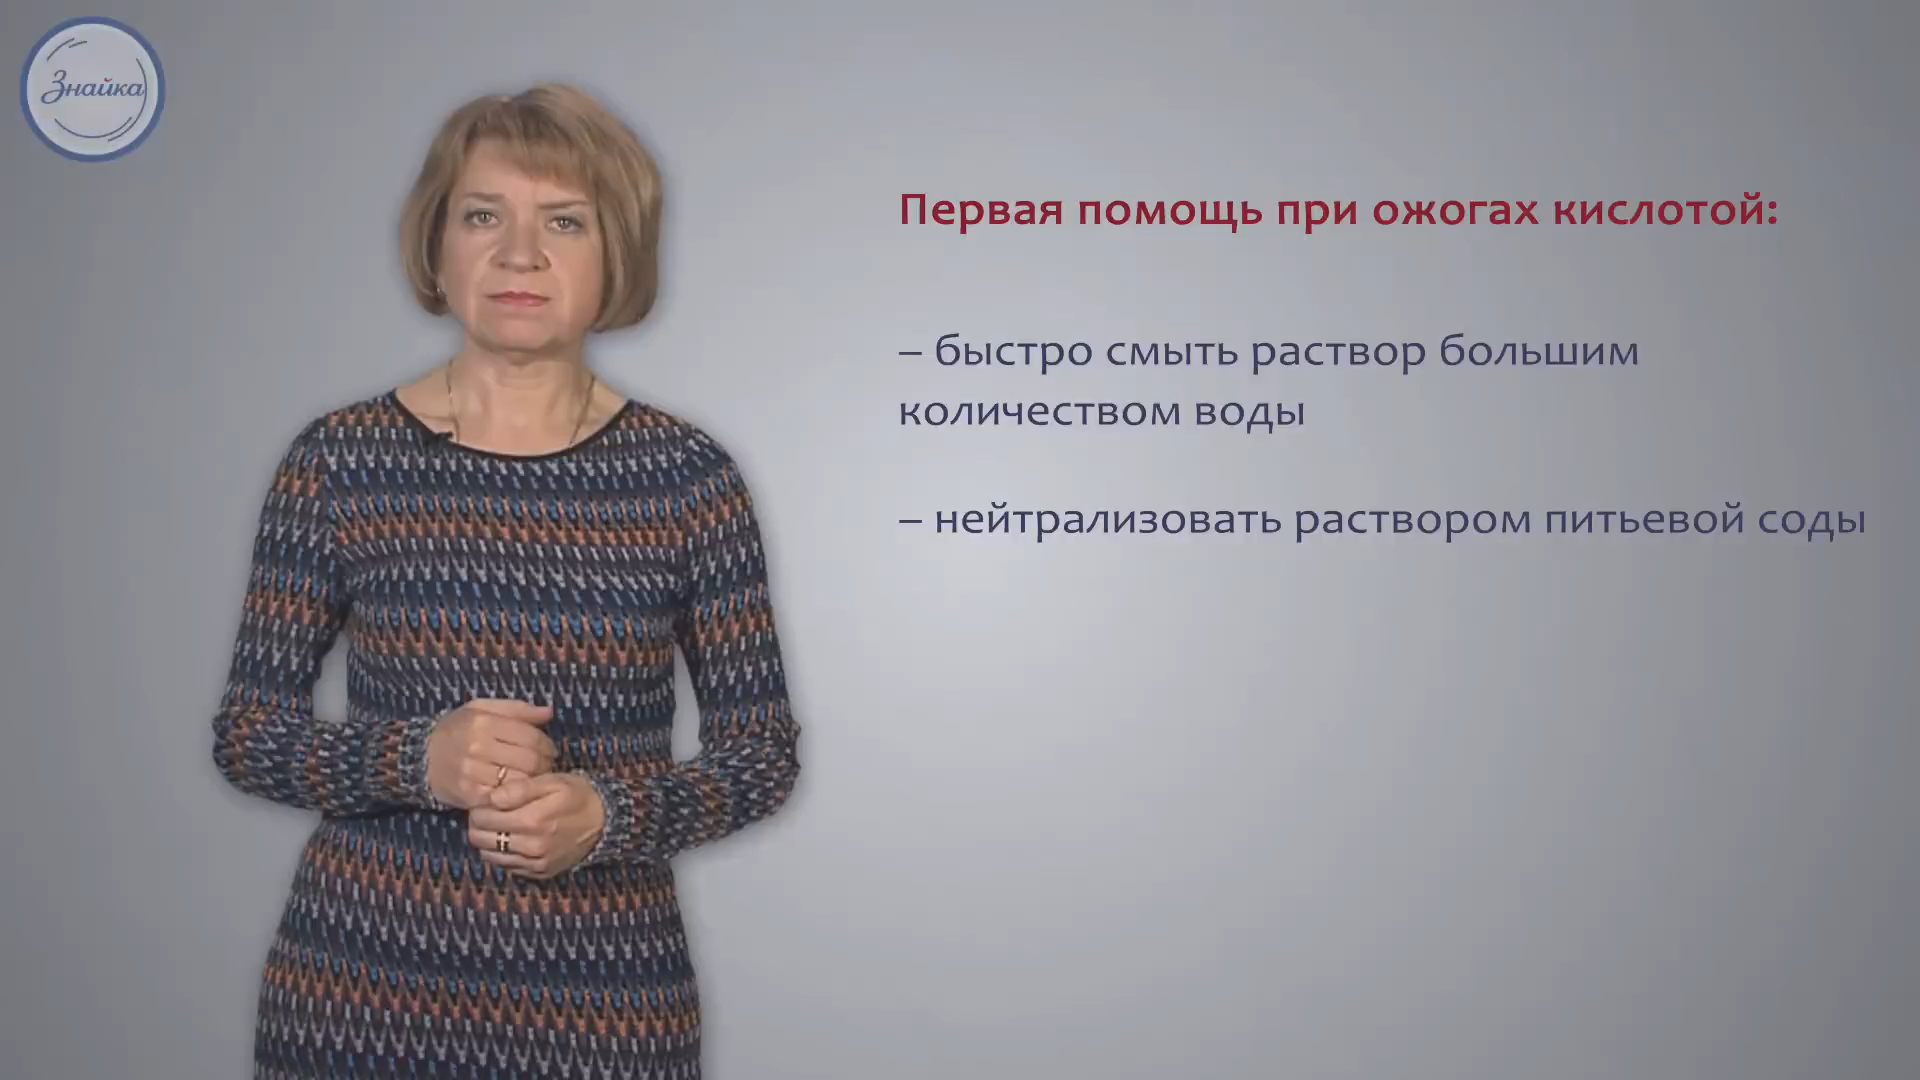 Знайка
Первая помощь при ожогах кислотой:
– быстро смыть раствор большим
количеством воды
– нейтрализовать раствором питьевой соды